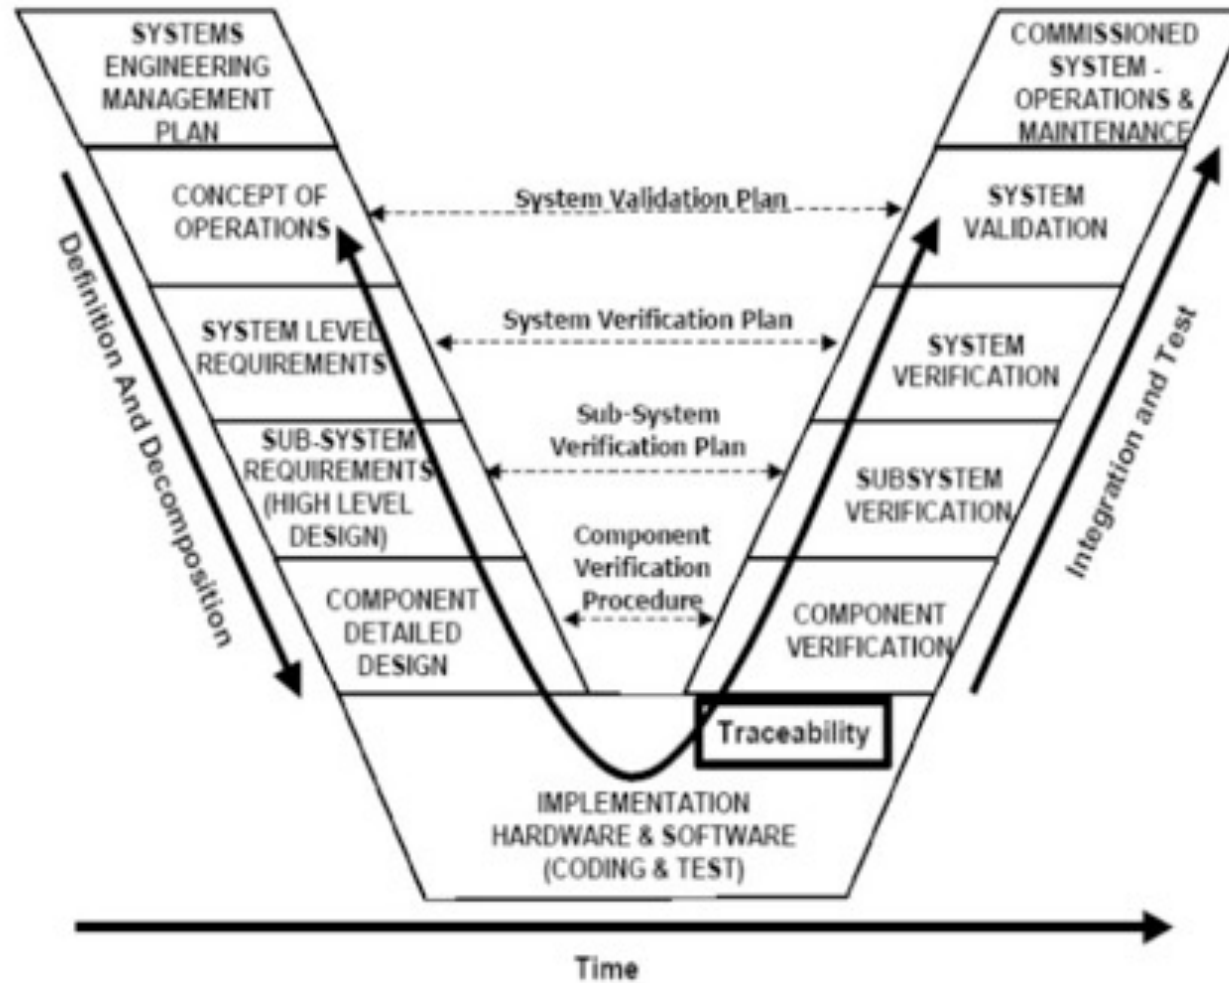 SYSTEMS
ENGINEERING
MANAGEMENT
PLAN
COMMISSIONED
SYSTEM -
OPERATIONS &
MAINTENANCE
CONCEPT OF
OPERATIONS
System Validation Plan
SYSTEM
VALIDATION
SYSTEM LEVEL
REQUIREMENTS
System Verification Plan
SYSTEM
VERIFICATION
SUB-SYSTEM
REQUIREMENTS
(HIGH LEVEL
DESIGN)
Sub-System
Verification Plan
SUBSYSTEM
VERIFICATION
COMPONENT
DETAILED
DESIGN
Component
Verification
Procedure
COMPONENT
VERIFICATION
Definition And Decomposition
Integration and Test
Traceability
IMPLEMENTATION
HARDWARE & SOFTWARE
(CODING & TEST)
Time